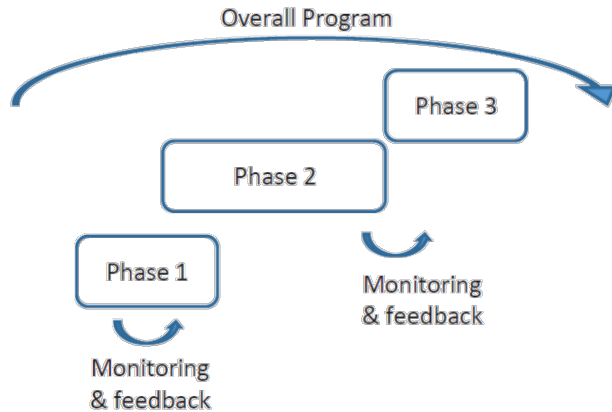 Overall Program
Phase 3
Phase 2
Phase 1
Monitoring
& feedback
Monitoring
& feedback